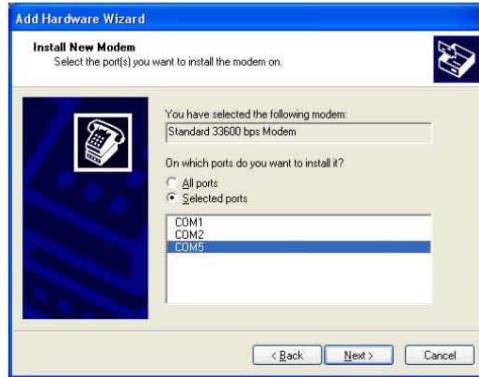 Add Hardware Wizard
Install New Modem
Select the port(s) you want to install the modem on.
You have selected the following modem:
Standard 33600 bps Modem
On which ports do you want to install it?
All ports
Selected ports
COM1
COM2
COM5
< Back
Next >
Cancel